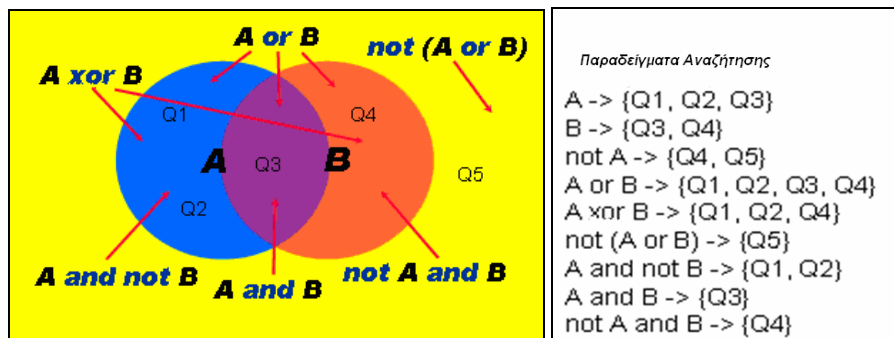 A or B
not (A or B)
A xor B
Q1
Q4
A
Q3
B
Q5
Q2
A and not B
A and B
not A and B
Παραδείγματα Αναζήτησης
A -> {Q1, Q2, Q3}
B -> {Q3, Q4}
not A -> {Q4, Q5}
A or B -> {Q1, Q2, Q3, Q4}
A xor B -> {Q1, Q2, Q4}
not (A or B) -> {Q5}
A and not B -> {Q1, Q2}
A and B -> {Q3}
not A and B -> {Q4}